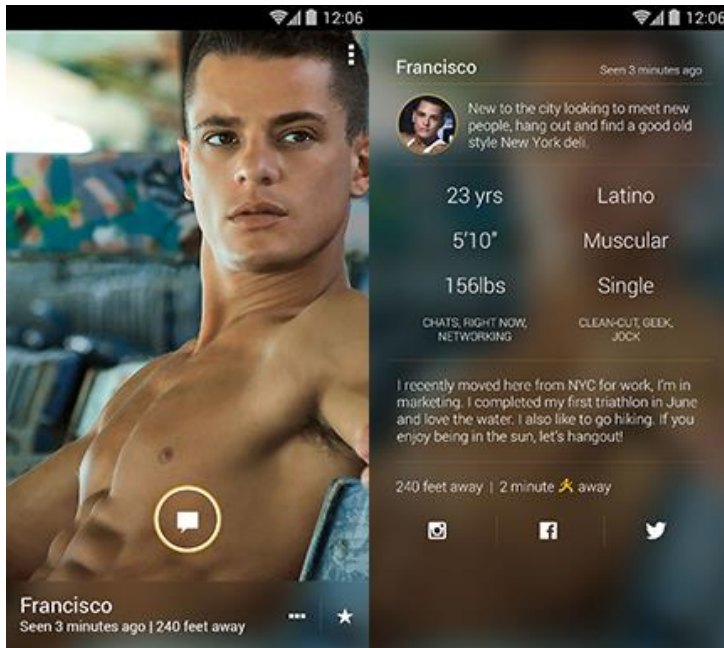 12:06
Francisco
Seen 3 minutes ago | 240 feet away
12:06
Francisco
Seen 3 minutes ago
New to the city looking to meet new
people, hang out and find a good old
style New York deli.
23 yrs
Latino
5'10"
Muscular
156lbs
Single
CHATS, RIGHT NOW,
NETWORKING
CLEAN-CUT, GEEK,
JOCK
I recently moved here from NYC for work, I'm in
marketing. I completed my first triathlon in June
and love the water. I also like to go hiking. If you
enjoy being in the sun, let's hangout!
240 feet away | 2 minute away